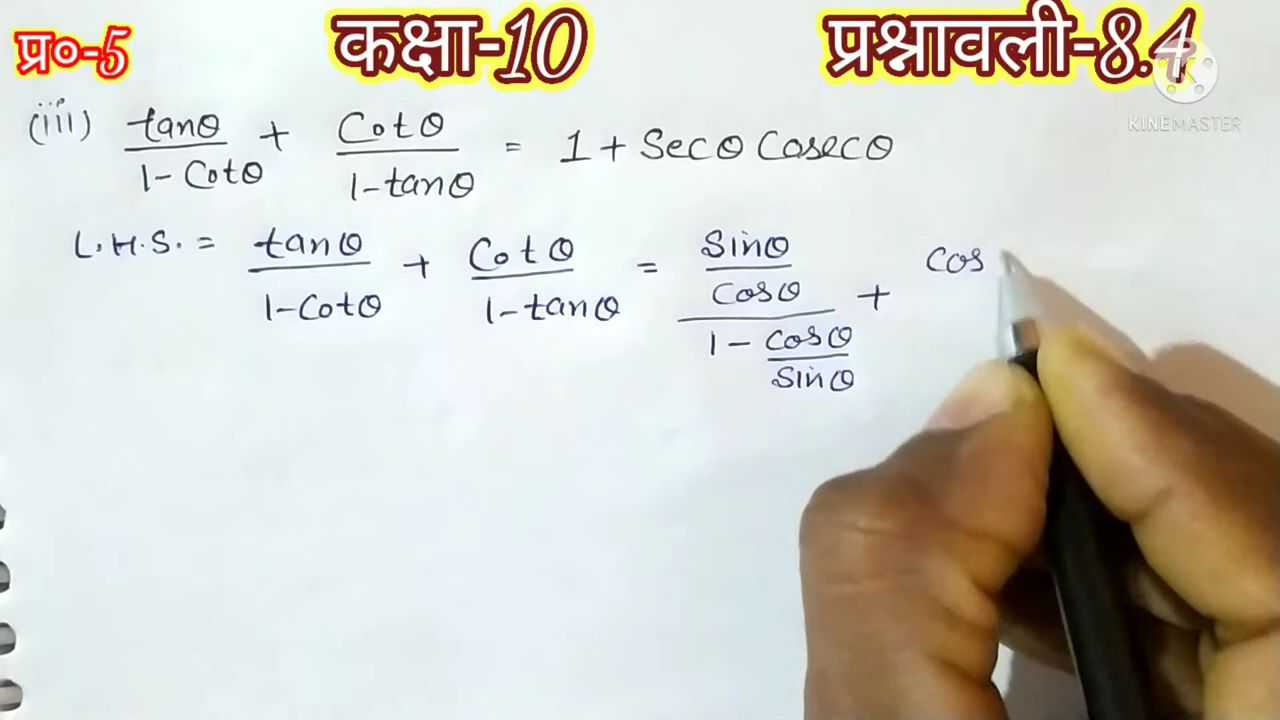 प्र०-5 कक्षा-10 प्रश्नावली-8.4
KINEMASTER
(iii) tanθ/(1-Cotθ) + Cotθ/(1-tanθ) = 1 + Secθ Cosecθ
L.H.S. = tanθ/(1-Cotθ) + Cotθ/(1-tanθ) = (Sinθ/Cosθ)/(1 - Cosθ/Sinθ) + Cos